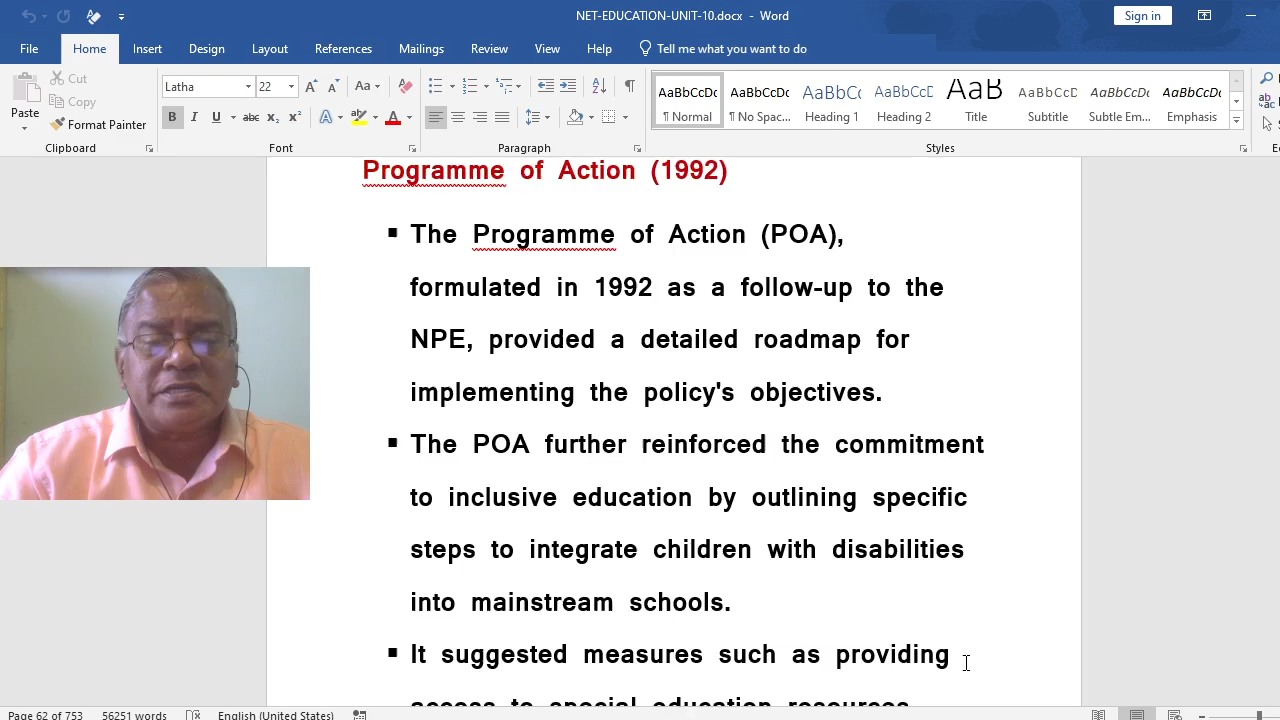 NET-EDUCATION-UNIT-10.docx - Word
Sign in
File Home Insert Design Layout References Mailings Review View Help Tell me what you want to do
Paste
Cut
Copy
Format Painter
Clipboard
Latha 22
Font
Paragraph
AaBbCcDc AaBbCcDc AaBbCc AaBbCcD AaB AaBbCcD AaBbCcDc AaBbCcDc
¶ Normal ¶ No Spac... Heading 1 Heading 2 Title Subtitle Subtle Em... Emphasis
Styles
Programme of Action (1992)
▪ The Programme of Action (POA),
formulated in 1992 as a follow-up to the
NPE, provided a detailed roadmap for
implementing the policy's objectives.
▪ The POA further reinforced the commitment
to inclusive education by outlining specific
steps to integrate children with disabilities
into mainstream schools.
▪ It suggested measures such as providing
access to special education resources
Page 62 of 753 56251 words English (United States)